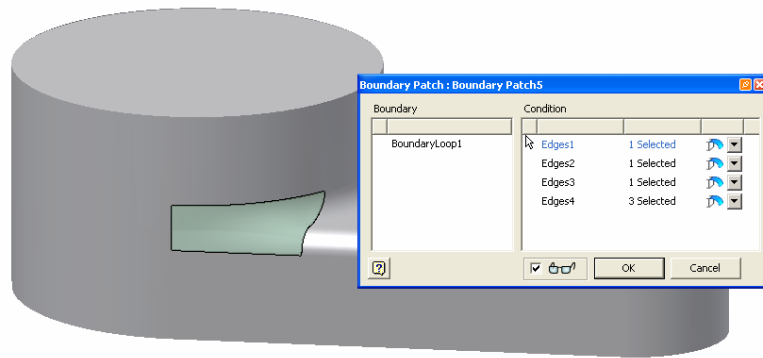 Boundary Patch : Boundary Patch5
Boundary
Condition
BoundaryLoop1
Edges1 1 Selected
Edges2 1 Selected
Edges3 1 Selected
Edges4 3 Selected
?
OK
Cancel